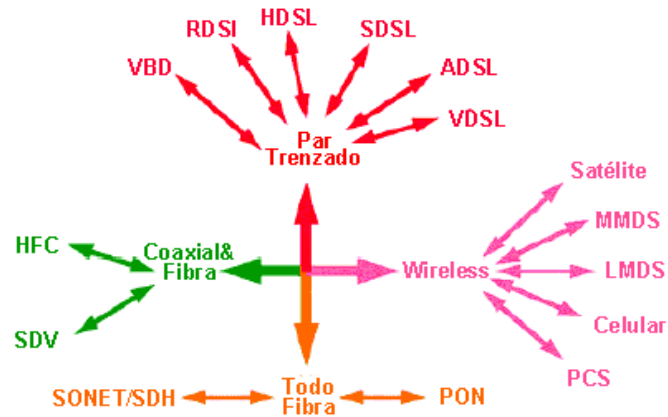 HDSL
RDSI
SDSL
VBD
ADSL
VDSL
Par
Trenzado
Satélite
MMDS
HFC
Coaxial&
Fibra
Wireless
LMDS
SDV
Celular
PCS
SONET/SDH
Todo
Fibra
PON